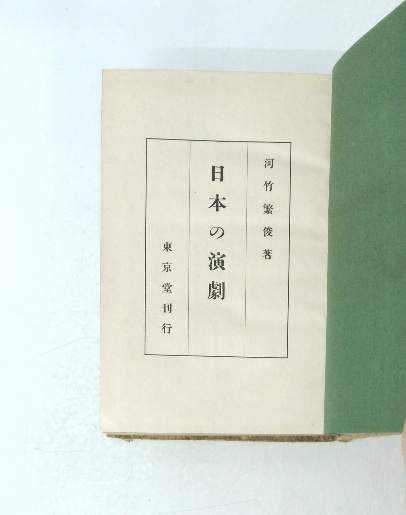 河竹繁俊著
日本の演劇
東京堂刊行